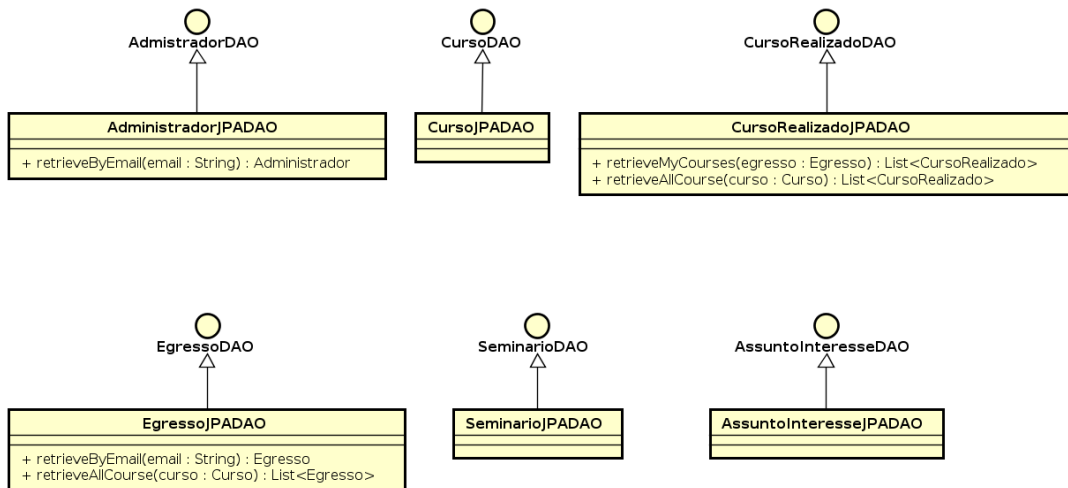 AdmistradorDAO
CursoDAO
CursoRealizadoDAO
AdministradorJPADAO
+ retrieveByEmail(email : String) : Administrador
CursoJPADAO
CursoRealizadoJPADAO
+ retrieveMyCourses(egresso : Egresso) : List<CursoRealizado>
+ retrieveAllCourse(curso : Curso) : List<CursoRealizado>
EgressoDAO
SeminarioDAO
AssuntoInteresseDAO
EgressoJPADAO
+ retrieveByEmail(email : String) : Egresso
+ retrieveAllCourse(curso : Curso) : List<Egresso>
SeminarioJPADAO
AssuntoInteresseJPADAO